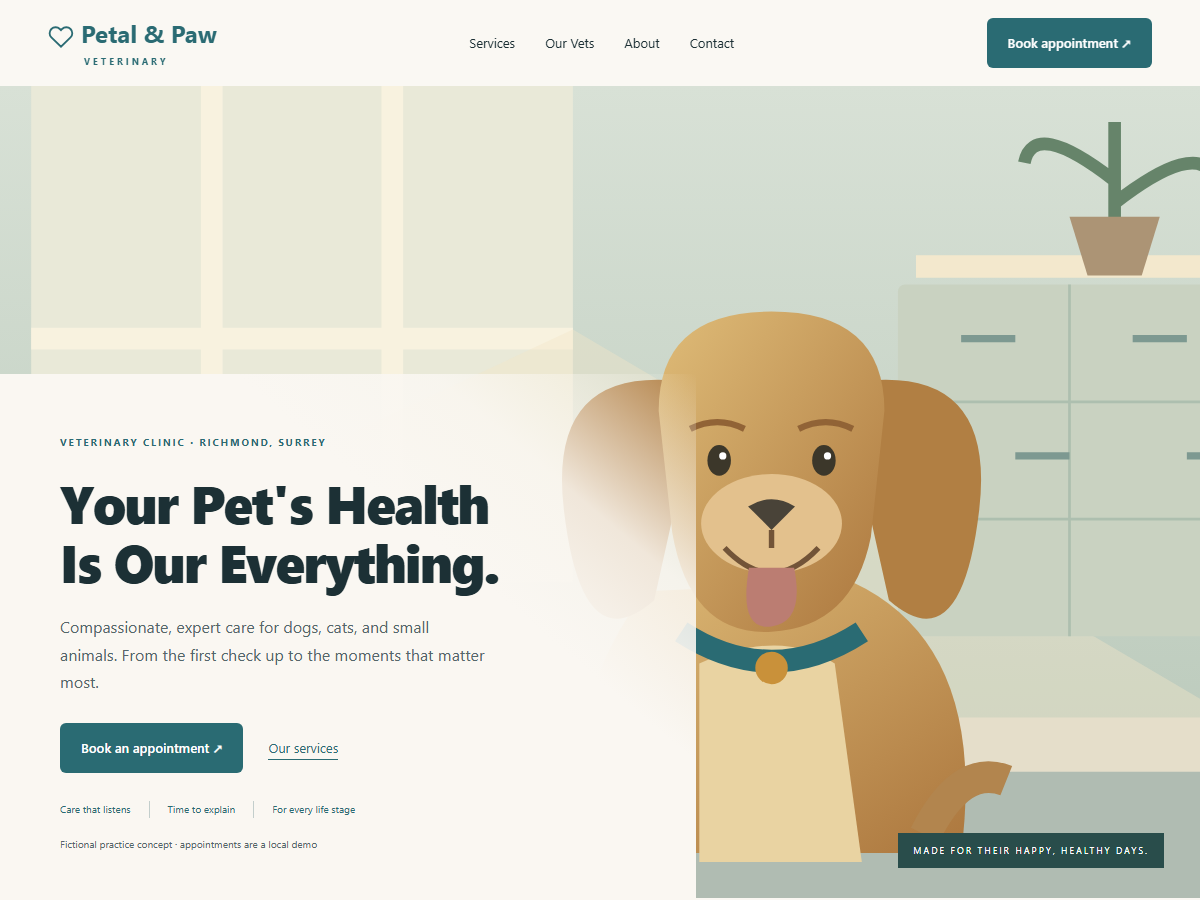 Petal & Paw
VETERINARY
Services
Our Vets
About
Contact
Book appointment ↗
VETERINARY CLINIC · RICHMOND, SURREY
Your Pet's Health
Is Our Everything.
Compassionate, expert care for dogs, cats, and small
animals. From the first check up to the moments that matter
most.
Book an appointment ↗
Our services
Care that listens
Time to explain
For every life stage
Fictional practice concept · appointments are a local demo
MADE FOR THEIR HAPPY, HEALTHY DAYS.